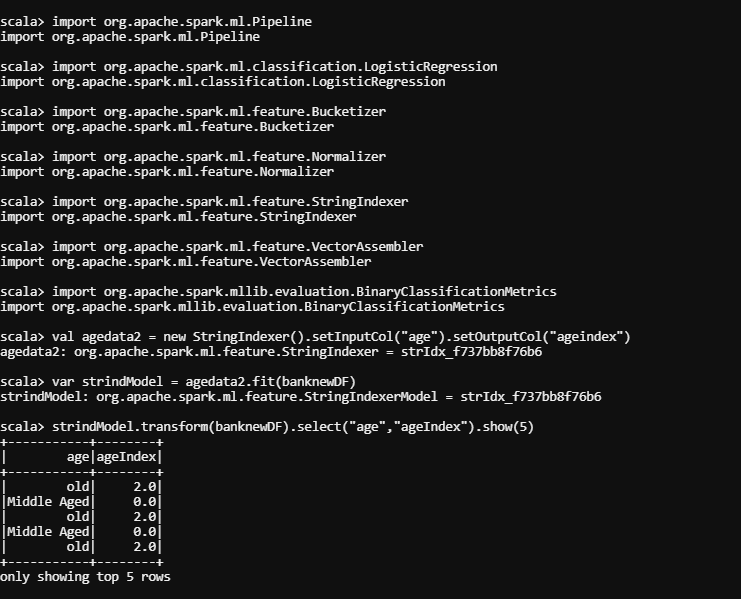 scala> import org.apache.spark.ml.Pipeline
import org.apache.spark.ml.Pipeline
scala> import org.apache.spark.ml.classification.LogisticRegression
import org.apache.spark.ml.classification.LogisticRegression
scala> import org.apache.spark.ml.feature.Bucketizer
import org.apache.spark.ml.feature.Bucketizer
scala> import org.apache.spark.ml.feature.Normalizer
import org.apache.spark.ml.feature.Normalizer
scala> import org.apache.spark.ml.feature.StringIndexer
import org.apache.spark.ml.feature.StringIndexer
scala> import org.apache.spark.ml.feature.VectorAssembler
import org.apache.spark.ml.feature.VectorAssembler
scala> import org.apache.spark.mllib.evaluation.BinaryClassificationMetrics
import org.apache.spark.mllib.evaluation.BinaryClassificationMetrics
scala> val agedata2 = new StringIndexer().setInputCol("age").setOutputCol("ageindex")
agedata2: org.apache.spark.ml.feature.StringIndexer = strIdx_f737bb8f76b6
scala> var strindModel = agedata2.fit(banknewDF)
strindModel: org.apache.spark.ml.feature.StringIndexerModel = strIdx_f737bb8f76b6
scala> strindModel.transform(banknewDF).select("age","ageIndex").show(5)
+-----------+--------+
|        age|ageIndex|
+-----------+--------+
|        old|     2.0|
|Middle Aged|     0.0|
|        old|     2.0|
|Middle Aged|     0.0|
|        old|     2.0|
+-----------+--------+
only showing top 5 rows